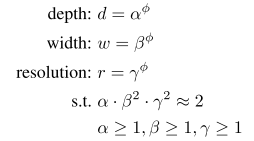 depth: d = α^ϕ
width: w = β^ϕ
resolution: r = γ^ϕ
s.t. α · β² · γ² ≈ 2
α ≥ 1, β ≥ 1, γ ≥ 1